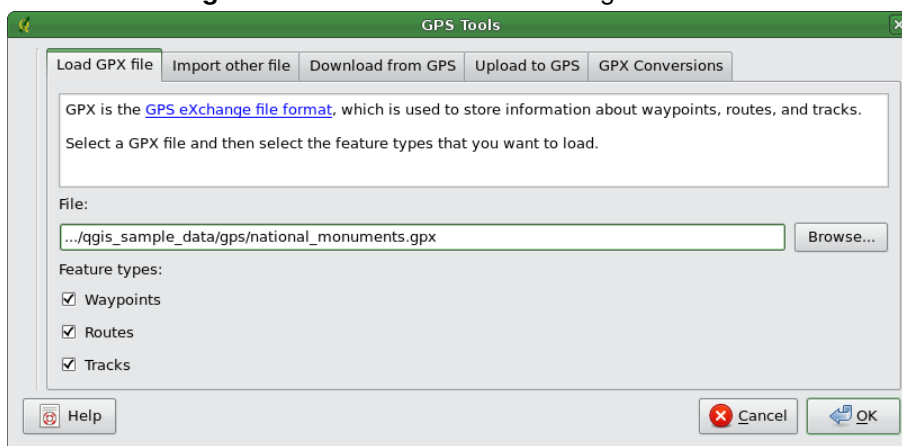 GPS Tools
Load GPX file Import other file Download from GPS Upload to GPS GPX Conversions
GPX is the GPS eXchange file format, which is used to store information about waypoints, routes, and tracks.
Select a GPX file and then select the feature types that you want to load.
File:
.../qgis_sample_data/gps/national_monuments.gpx Browse...
Feature types:
Waypoints
Routes
Tracks
Help Cancel OK